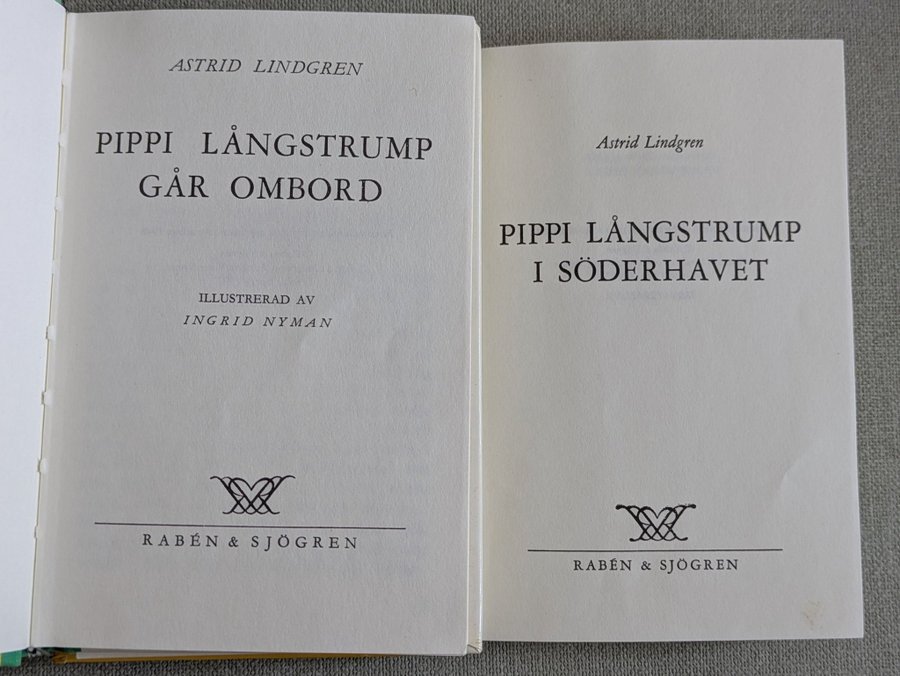 ASTRID LINDGREN
PIPPI LÅNGSTRUMP
GÅR OMBORD
ILLUSTRERAD AV
INGRID NYMAN
RABÉN & SJÖGREN
Astrid Lindgren
PIPPI LÅNGSTRUMP
I SÖDERHAVET
RABÉN & SJÖGREN